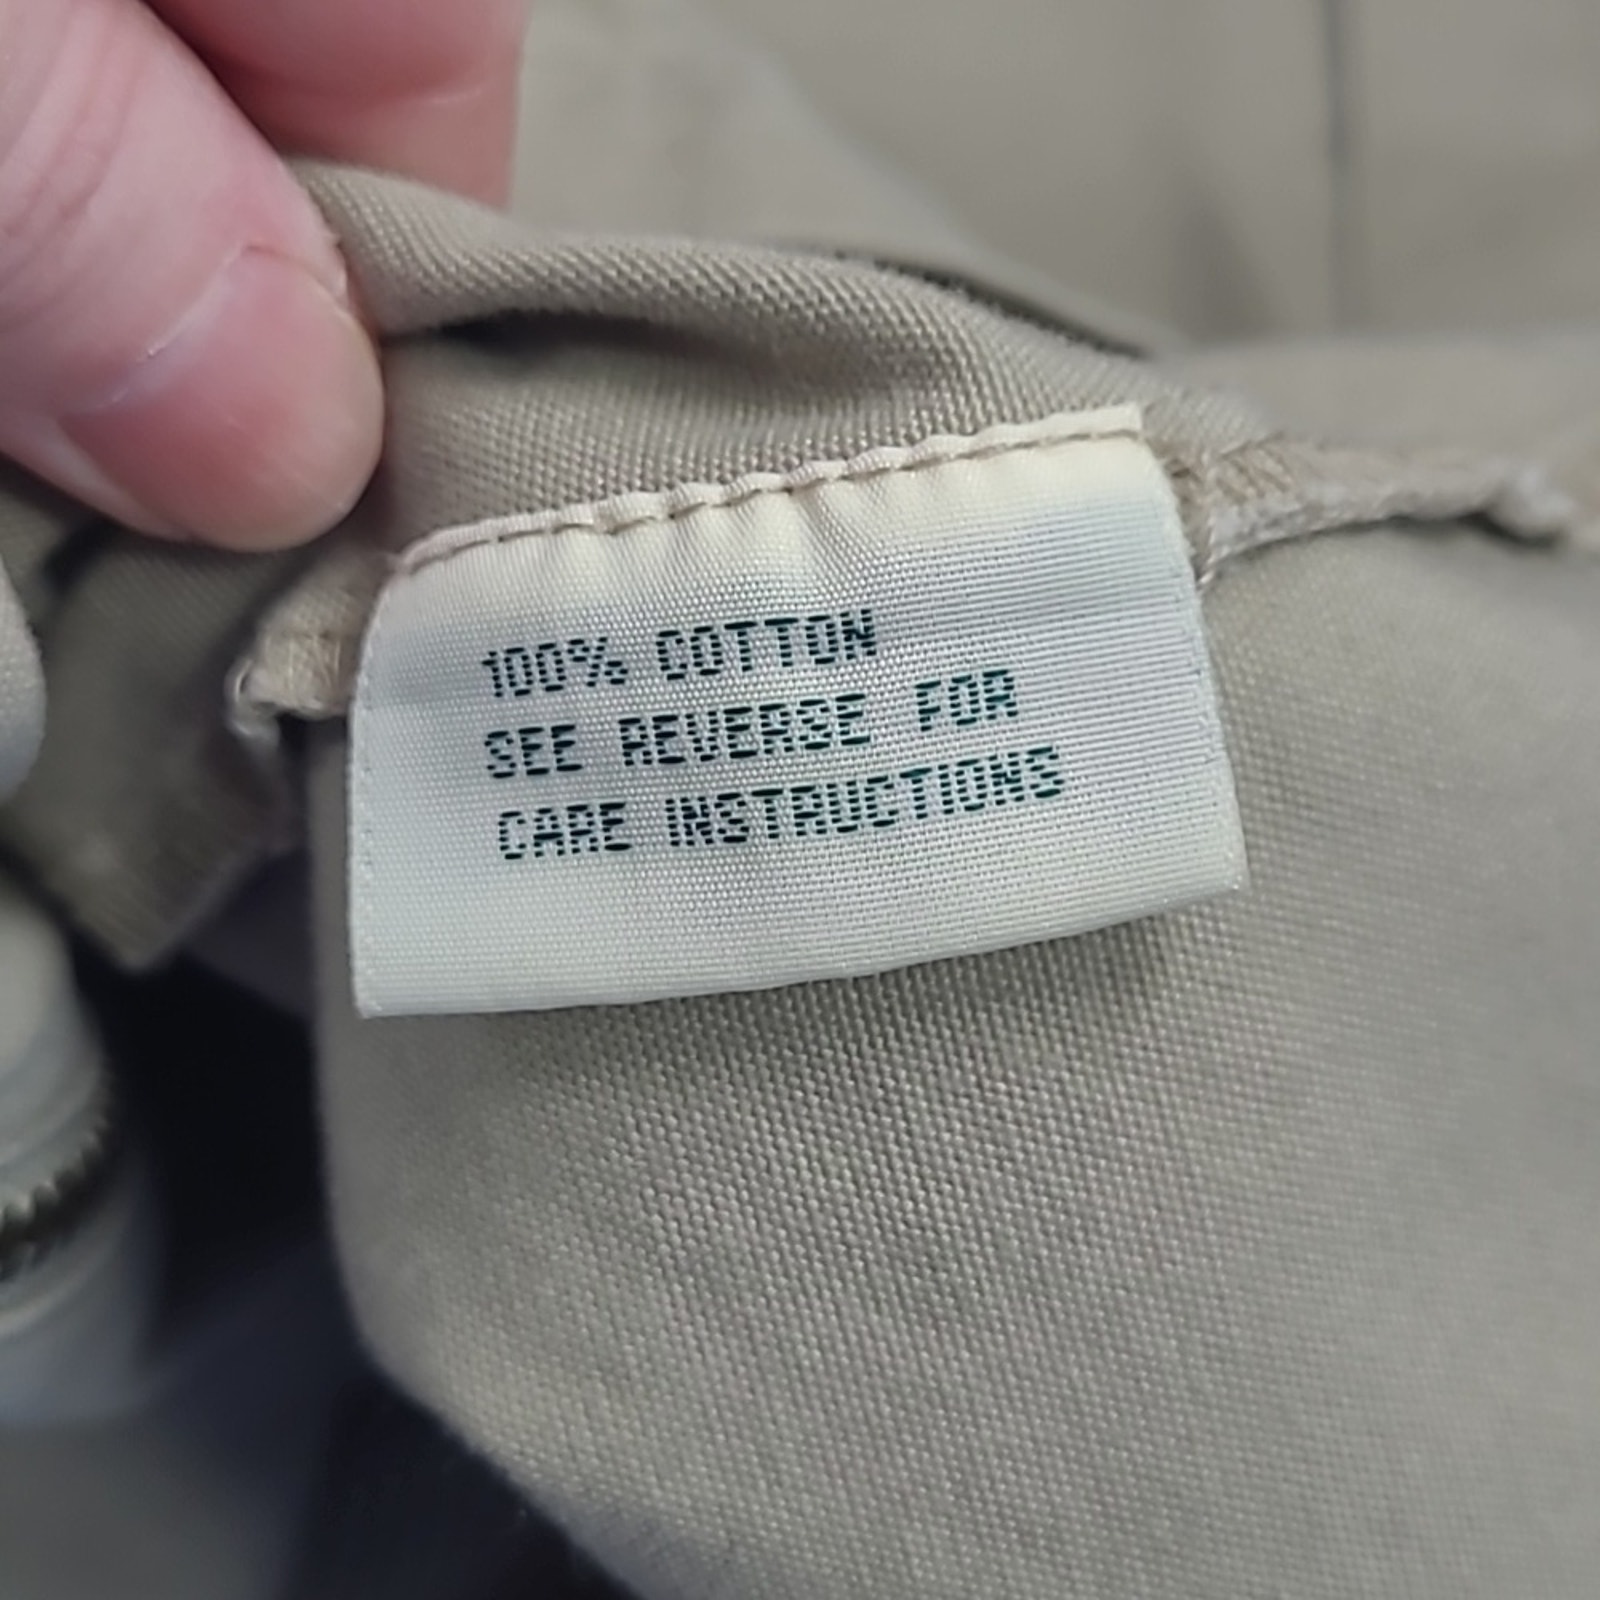 100% COTTON
SEE REVERSE FOR
CARE INSTRUCTIONS